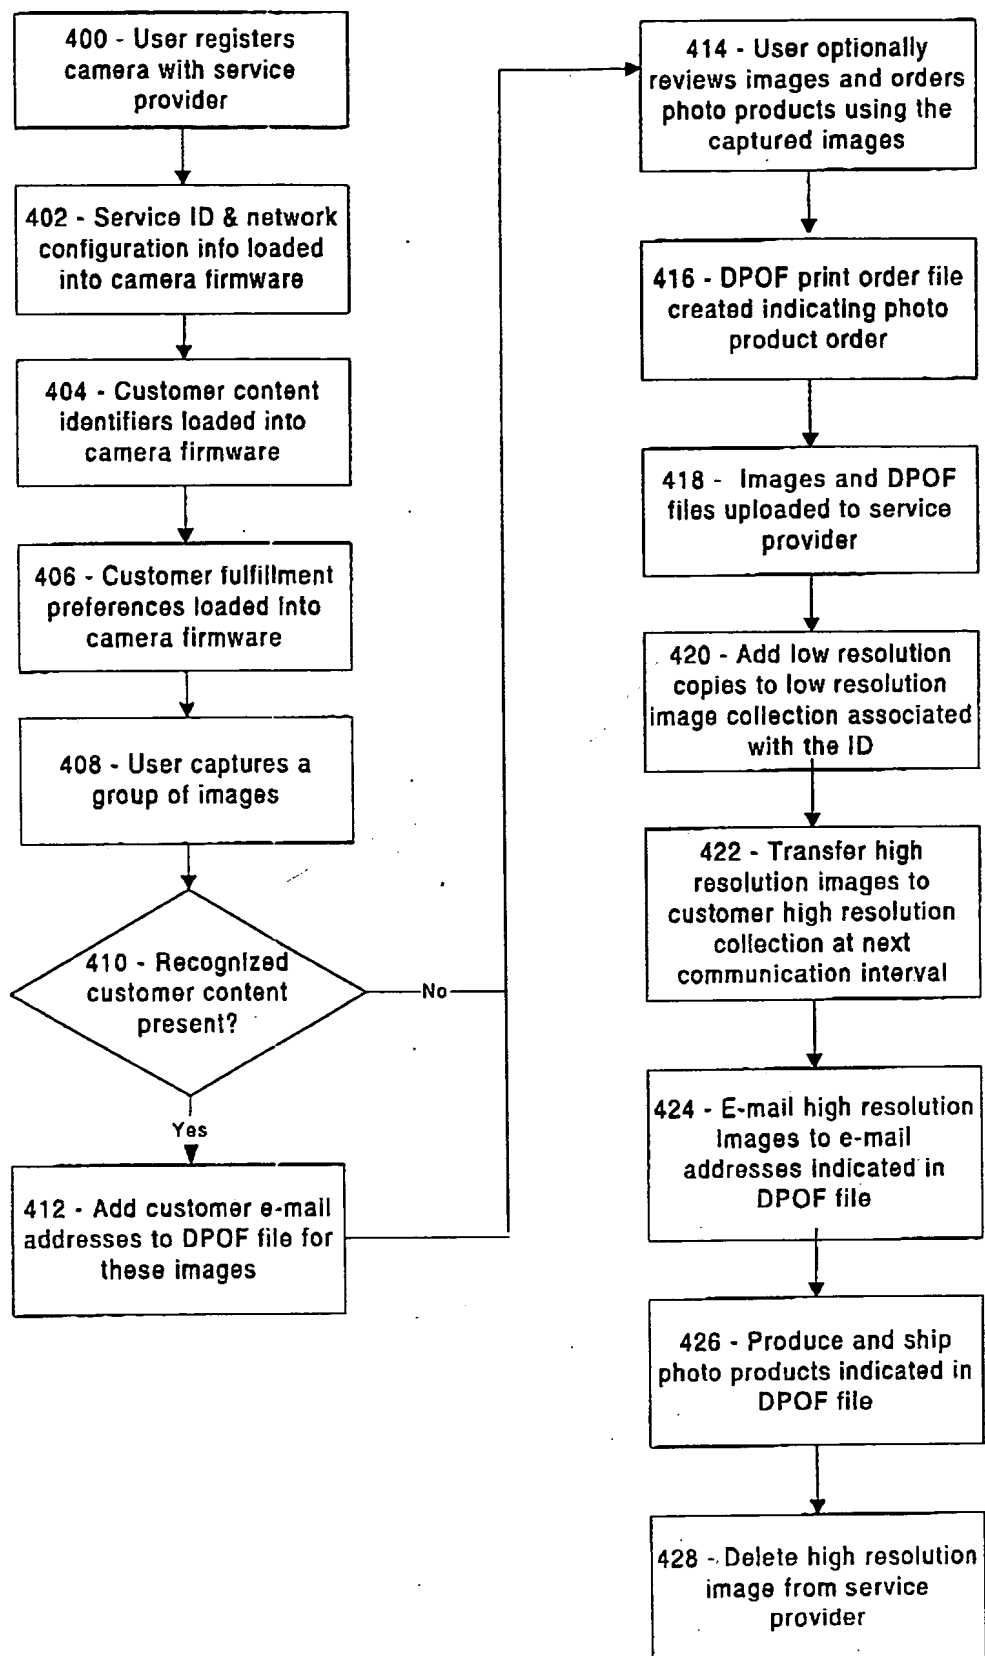 400 - User registers
camera with service
provider
402 - Service ID & network
configuration info loaded
into camera firmware
404 - Customer content
identifiers loaded into
camera firmware
406 - Customer fulfillment
preferences loaded into
camera firmware
408 - User captures a
group of images
410 - Recognized
customer content
present?
No
Yes
412 - Add customer e-mail
addresses to DPOF file for
these images
414 - User optionally
reviews images and orders
photo products using the
captured images
416 - DPOF print order file
created indicating photo
product order
418 - Images and DPOF
files uploaded to service
provider
420 - Add low resolution
copies to low resolution
image collection associated
with the ID
422 - Transfer high
resolution images to
customer high resolution
collection at next
communication interval
424 - E-mail high resolution
images to e-mail
addresses indicated in
DPOF file
426 - Produce and ship
photo products indicated in
DPOF file
428 - Delete high resolution
image from service
provider